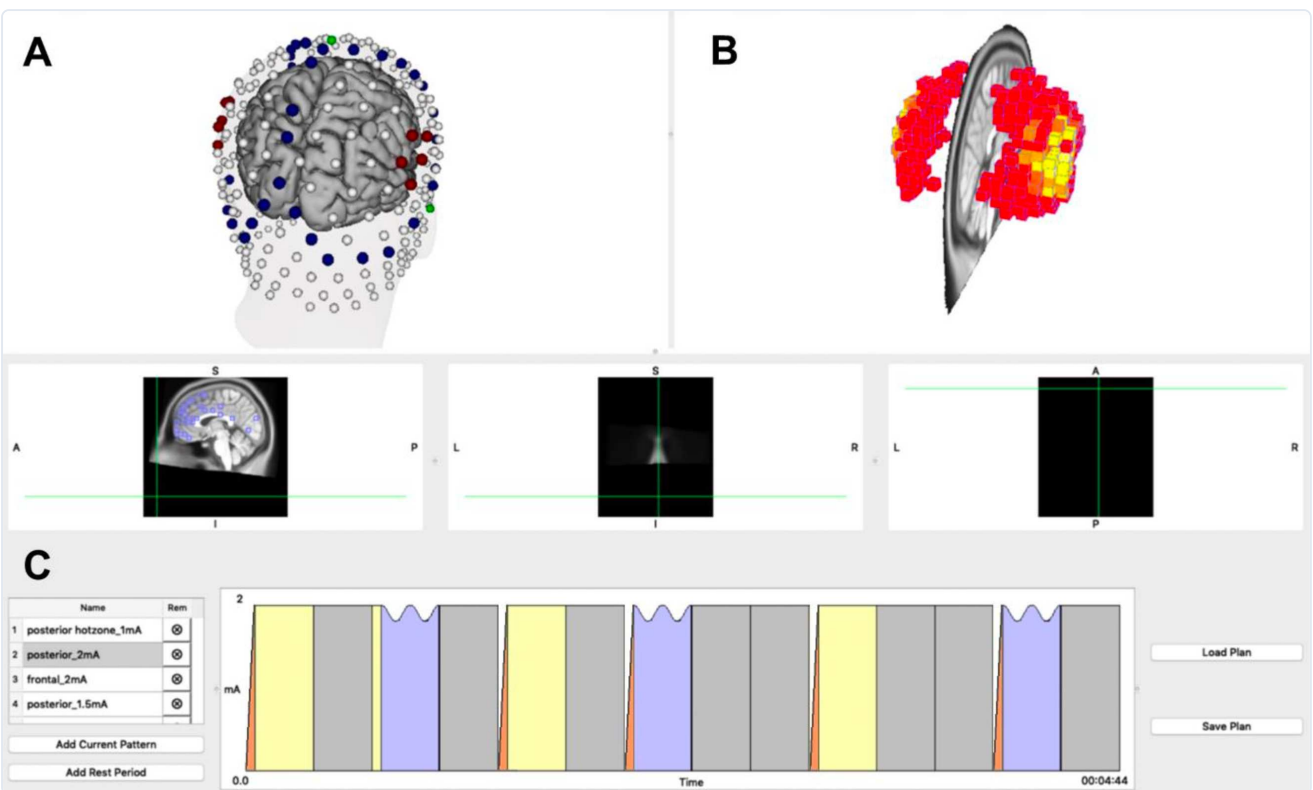 A
B
S
S
A
A
P
L
R
L
R
I
I
P
C
Name Rem
1 posterior hotzone_1mA
2 posterior_2mA
3 frontal_2mA
4 posterior_1.5mA
Add Current Pattern
Add Rest Period
2
mA
0.0
Time
00:04:44
Load Plan
Save Plan